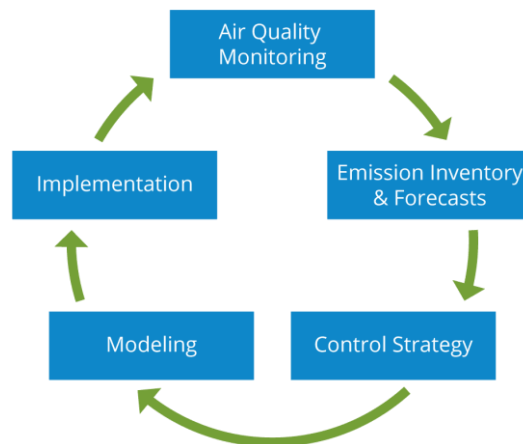 Air Quality
Monitoring
Emission Inventory
& Forecasts
Control Strategy
Modeling
Implementation